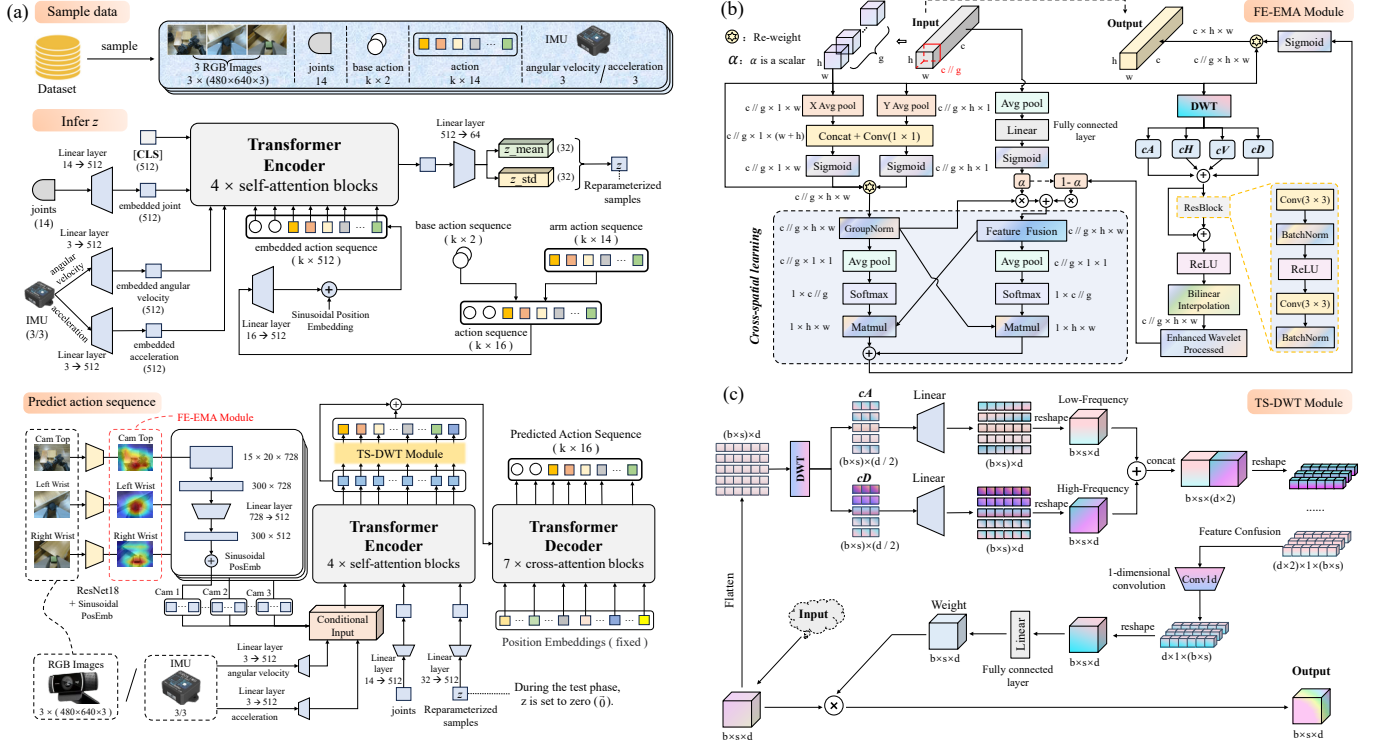 (a)
Sample data
Dataset
sample
3 RGB Images
3 × (480×640×3)
joints
14
base action
k × 2
action
k × 14
IMU
angular velocity / acceleration
3 3
Infer z
[CLS]
(512)
Linear layer
14 → 512
joints
(14)
embedded joint
(512)
Linear layer
3 → 512
angular
velocity
IMU
(3/3)
acceleration
embedded angular
velocity
(512)
Linear layer
3 → 512
embedded
acceleration
(512)
Transformer
Encoder
4 × self-attention blocks
embedded action sequence
( k × 512)
Linear layer
512 → 64
z_mean
(32)
z_std
(32)
z
Reparameterized
samples
base action sequence
( k × 2)
arm action sequence
( k × 14)
Linear layer
16 → 512
Sinusoidal Position
Embedding
action sequence
( k × 16)
Predict action sequence
FE-EMA Module
Cam Top
Cam Top
Left Wrist
Left Wrist
Right Wrist
Right Wrist
ResNet18
+ Sinusoidal
PosEmb
15 × 20 × 728
300 × 728
Linear layer
728 → 512
300 × 512
Sinusoidal
PosEmb
Cam 1
Cam 2
Cam 3
RGB Images
3 × ( 480×640×3 )
IMU
3/3
Linear layer
3 → 512
angular velocity
Linear layer
3 → 512
acceleration
Conditional
Input
TS-DWT Module
Transformer
Encoder
4 × self-attention blocks
Linear
layer
14 → 512
joints
Linear
layer
32 → 512
z
Reparameterized
samples
During the test phase,
z is set to zero (0⃗).
Predicted Action Sequence
( k × 16)
Transformer
Decoder
7 × cross-attention blocks
Position Embeddings ( fixed )
(b)
FE-EMA Module
: Re-weight
α: α is a scalar
h
w
g
Input
h
w
c
c // g
Output
h
w
c
c × h × w
c // g × h × w
Sigmoid
X Avg pool
c // g × 1 × w
Y Avg pool
c // g × h × 1
Concat + Conv(1 × 1)
c // g × 1 × (w + h)
Sigmoid
c // g × 1 × w
Sigmoid
c // g × h × 1
c // g × h × w
Avg pool
Linear
Fully connected
layer
Sigmoid
α
1- α
DWT
cA
cH
cV
cD
ResBlock
ReLU
Bilinear
Interpolation
c // g × h × w
Enhanced Wavelet
Processed
Conv(3 × 3)
BatchNorm
ReLU
Conv(3 × 3)
BatchNorm
Cross-spatial learning
GroupNorm
c // g × h × w
Avg pool
c // g × 1 × 1
Softmax
1 × c // g
Matmul
1 × h × w
Feature Fusion
c // g × h × w
Avg pool
c // g × 1 × 1
Softmax
1 × c // g
Matmul
1 × h × w
(c)
TS-DWT Module
(b×s)×d
DWT
cA
(b×s)×(d / 2)
Linear
(b×s)×d
reshape
Low-Frequency
b×s×d
cD
(b×s)×(d / 2)
Linear
(b×s)×d
reshape
High-Frequency
b×s×d
concat
b×s×(d×2)
reshape
......
(d×2)×1×(b×s)
Feature Confusion
1-dimensional
convolution
Conv1d
d×1×(b×s)
reshape
b×s×d
Linear
Fully connected
layer
Weight
b×s×d
Flatten
Input
b×s×d
Output
b×s×d